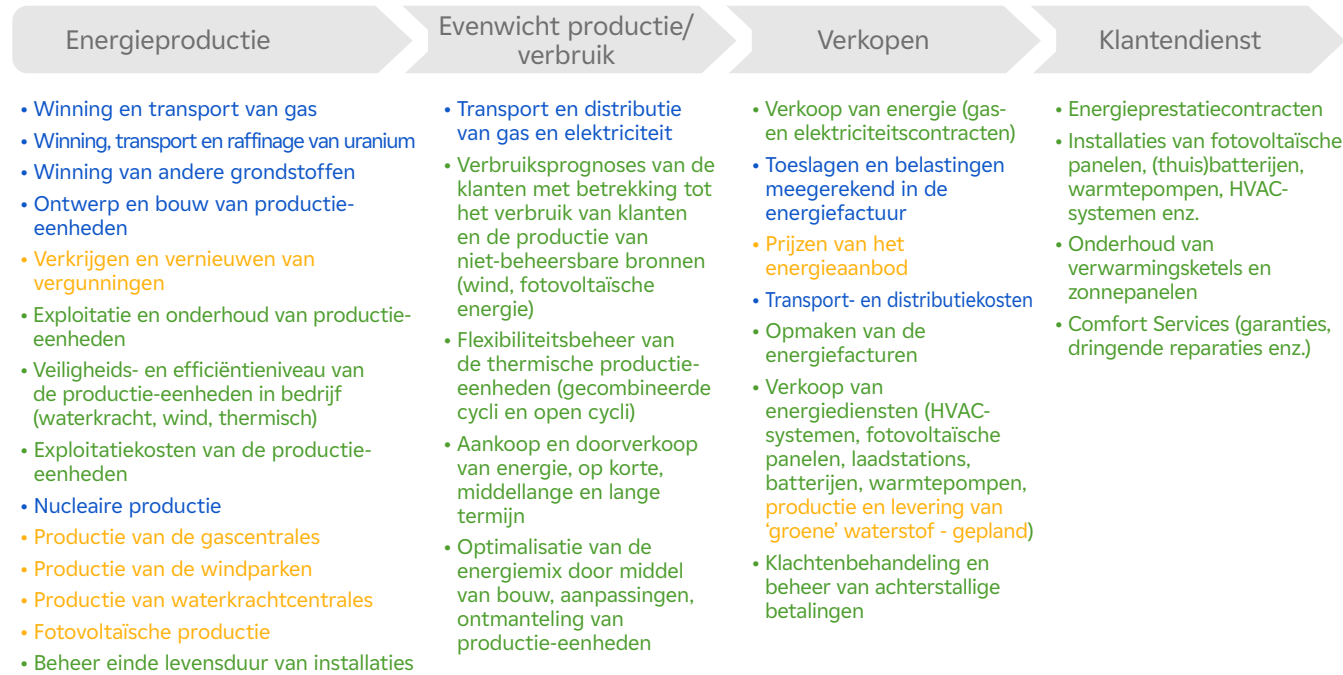 Energieproductie
Evenwicht productie/
verbruik
Verkopen
Klantendienst
• Winning en transport van gas
• Winning, transport en raffinage van uranium
• Winning van andere grondstoffen
• Ontwerp en bouw van productie-
eenheden
• Verkrijgen en vernieuwen van
vergunningen
• Exploitatie en onderhoud van productie-
eenheden
• Veiligheids- en efficiëntieniveau van
de productie-eenheden in bedrijf
(waterkracht, wind, thermisch)
• Exploitatiekosten van de productie-
eenheden
• Nucleaire productie
• Productie van de gascentrales
• Productie van de windparken
• Productie van waterkrachtcentrales
• Fotovoltaïsche productie
• Beheer einde levensduur van installaties
• Transport en distributie
van gas en elektriciteit
• Verbruiksprognoses van de
klanten met betrekking tot
het verbruik van klanten
en de productie van
niet-beheersbare bronnen
(wind, fotovoltaïsche
energie)
• Flexibiliteitsbeheer van
de thermische productie-
eenheden (gecombineerde
cycli en open cycli)
• Aankoop en doorverkoop
van energie, op korte,
middellange en lange
termijn
• Optimalisatie van de
energiemix door middel
van bouw, aanpassingen,
ontmanteling van
productie-eenheden
• Verkoop van energie (gas-
en elektriciteitscontracten)
• Toeslagen en belastingen
meegerekend in de
energiefactuur
• Prijzen van het
energieaanbod
• Transport- en distributiekosten
• Opmaken van de
energiefacturen
• Verkoop van
energiediensten (HVAC-
systemen, fotovoltaïsche
panelen, laadstations,
batterijen, warmtepompen,
productie en levering van
‘groene’ waterstof - gepland)
• Klachtenbehandeling en
beheer van achterstallige
betalingen
• Energieprestatiecontracten
• Installaties van fotovoltaïsche
panelen, (thuis)batterijen,
warmtepompen, HVAC-
systemen enz.
• Onderhoud van
verwarmingsketels en
zonnepanelen
• Comfort Services (garanties,
dringende reparaties enz.)